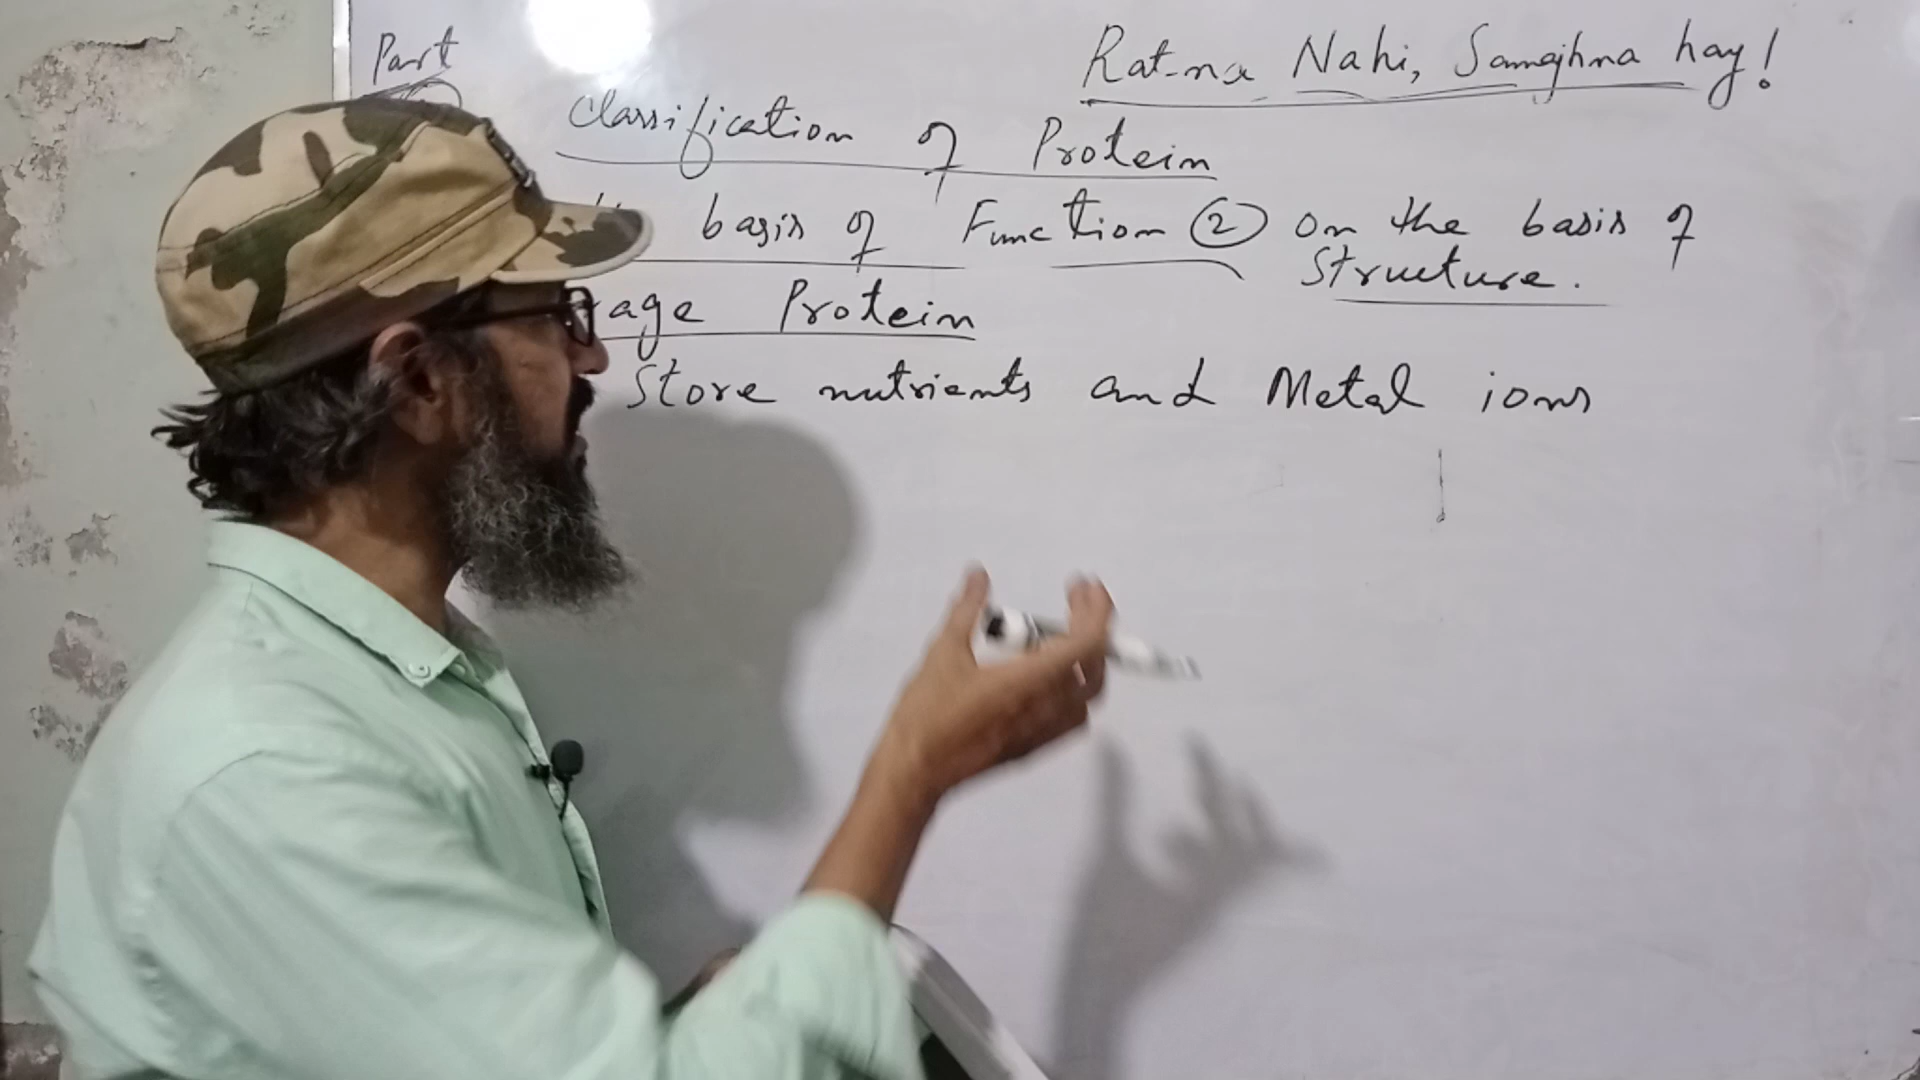 Part
Rat-na Nahi, Samajhna hay!
Classification of Protein
basis of Function ② on the basis of
Structure.
age Protein
Store nutrients and Metal ions